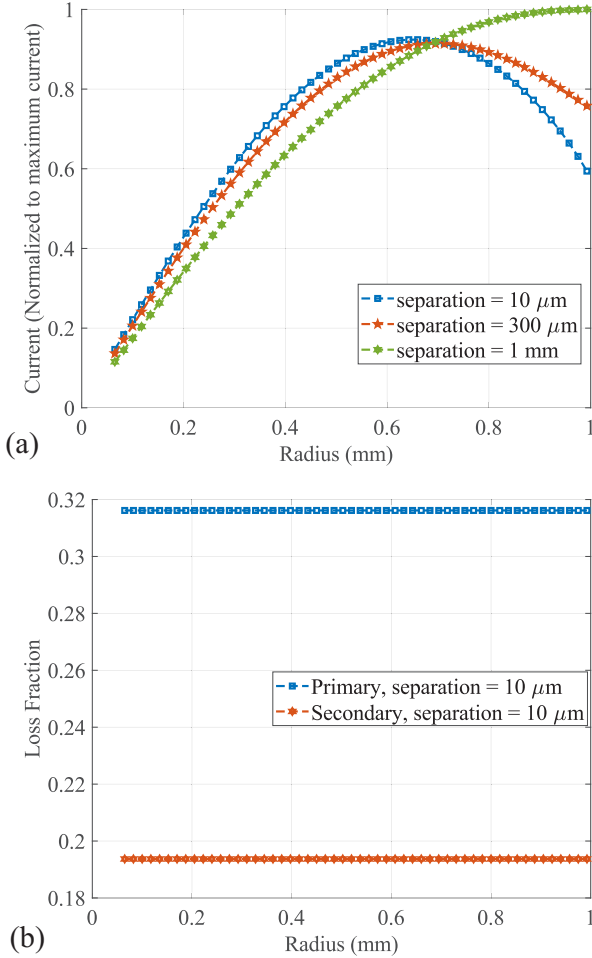 1
0.8
0.6
0.4
0.2
0
Current (Normalized to maximum current)
separation = 10 μm
separation = 300 μm
separation = 1 mm
0 0.2 0.4 0.6 0.8 1
Radius (mm)
(a)
0.32
0.3
0.28
0.26
0.24
0.22
0.2
0.18
Loss Fraction
Primary, separation = 10 μm
Secondary, separation = 10 μm
0 0.2 0.4 0.6 0.8 1
Radius (mm)
(b)